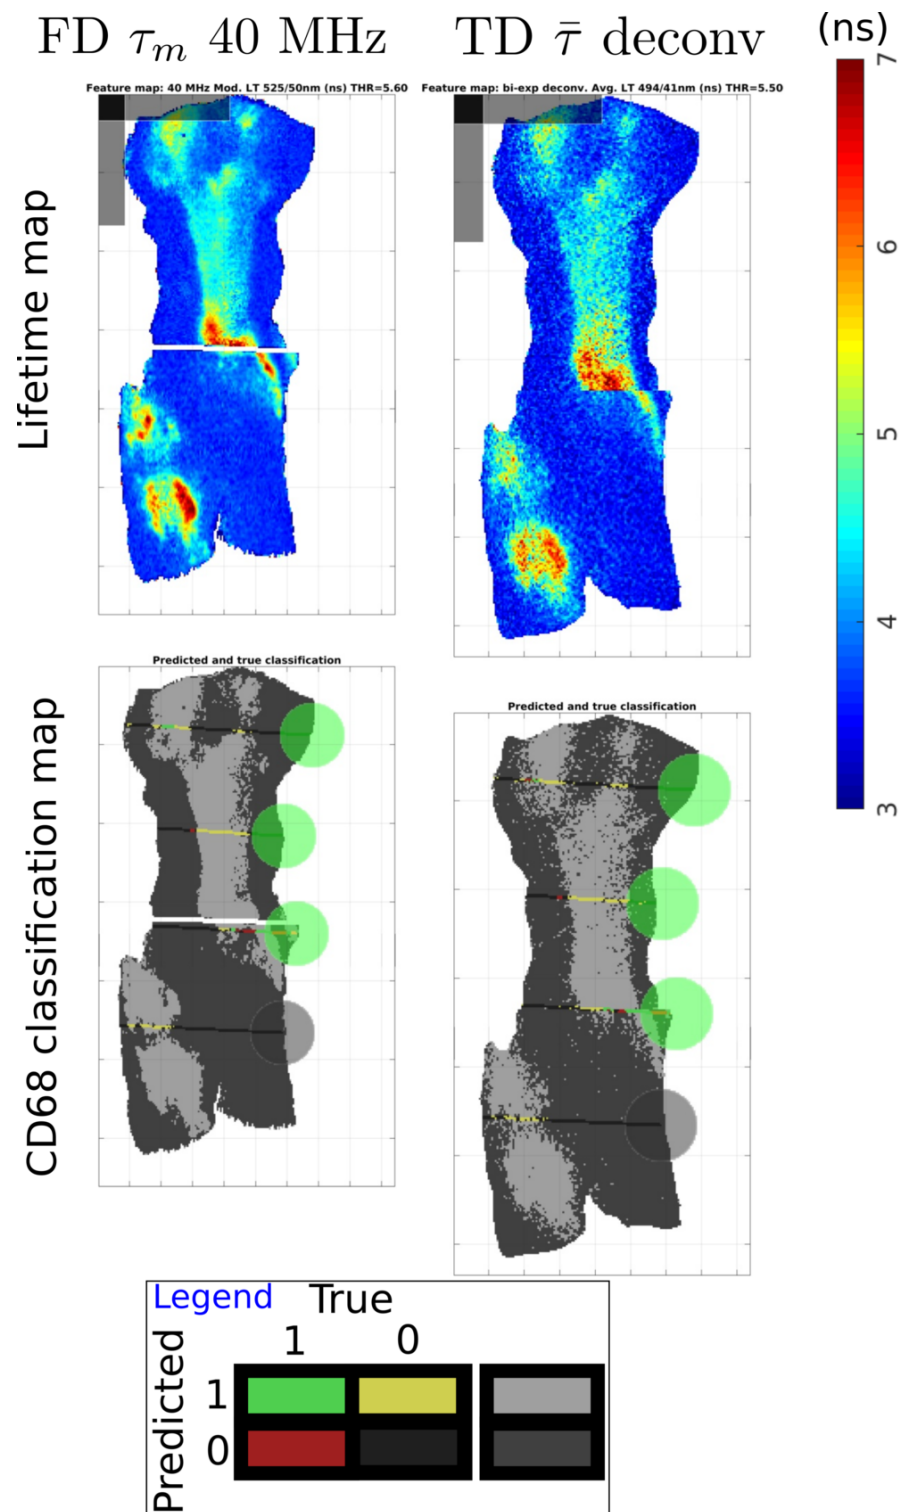 FD τm 40 MHz
TD τ̄ deconv
(ns)
Feature map: 40 MHz Mod. LT 525/50nm (ns) THR=5.60
Feature map: bi-exp deconv. Avg. LT 494/41nm (ns) THR=5.50
Lifetime map
7
6
5
4
3
Predicted and true classification
Predicted and true classification
CD68 classification map
Legend
True
1 0
Predicted
1
0